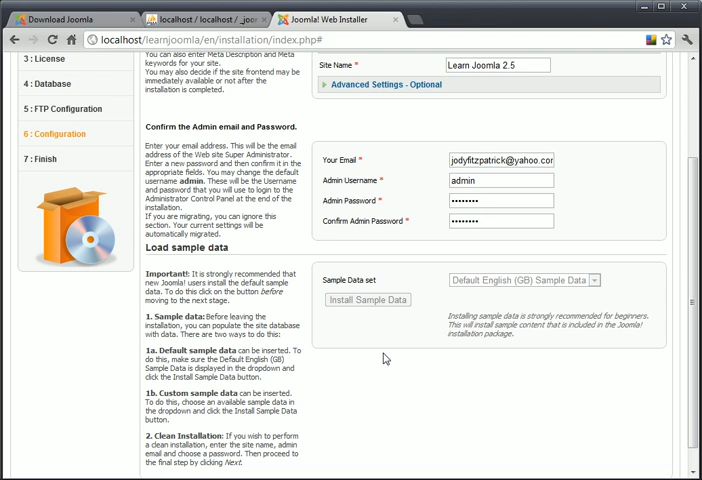 Download Joomla
localhost / localhost / _joo
Joomla! Web Installer
localhost/learnjoomla/en/installation/index.php#
3 : License
4 : Database
5 : FTP Configuration
6 : Configuration
7 : Finish
You can also enter Meta Description and Meta
keywords for your site.
You may also decide if the site frontend may be
immediately available or not after the
installation is completed.
Site Name *
Learn Joomla 2.5
Advanced Settings - Optional
Confirm the Admin email and Password.
Enter your email address. This will be the email
address of the Web site Super Administrator.
Enter a new password and then confirm it in the
appropriate fields. You may change the default
username admin. These will be the Username
and password that you will use to login to the
Administrator Control Panel at the end of the
installation.
If you are migrating, you can ignore this
section. Your current settings will be
automatically migrated.
Your Email *
jodyfitzpatrick@yahoo.con
Admin Username *
admin
Admin Password *
••••••••
Confirm Admin Password *
••••••••
Load sample data
Important!: It is strongly recommended that
new Joomla! users install the default sample
data. To do this click on the button before
moving to the next stage.
1. Sample data: Before leaving the
installation, you can populate the site database
with data. There are two ways to do this:
1a. Default sample data can be inserted. To
do this, make sure the Default English (GB)
Sample Data is displayed in the dropdown and
click the Install Sample Data button.
1b. Custom sample data can be inserted.
To do this, choose an available sample data in
the dropdown and click the Install Sample Data
button.
2. Clean Installation: If you wish to perform
a clean installation, enter the site name, admin
email and choose a password. Then proceed to
the final step by clicking Next.
Sample Data set
Default English (GB) Sample Data
Install Sample Data
Installing sample data is strongly recommended for beginners.
This will install sample content that is included in the Joomla!
installation package.